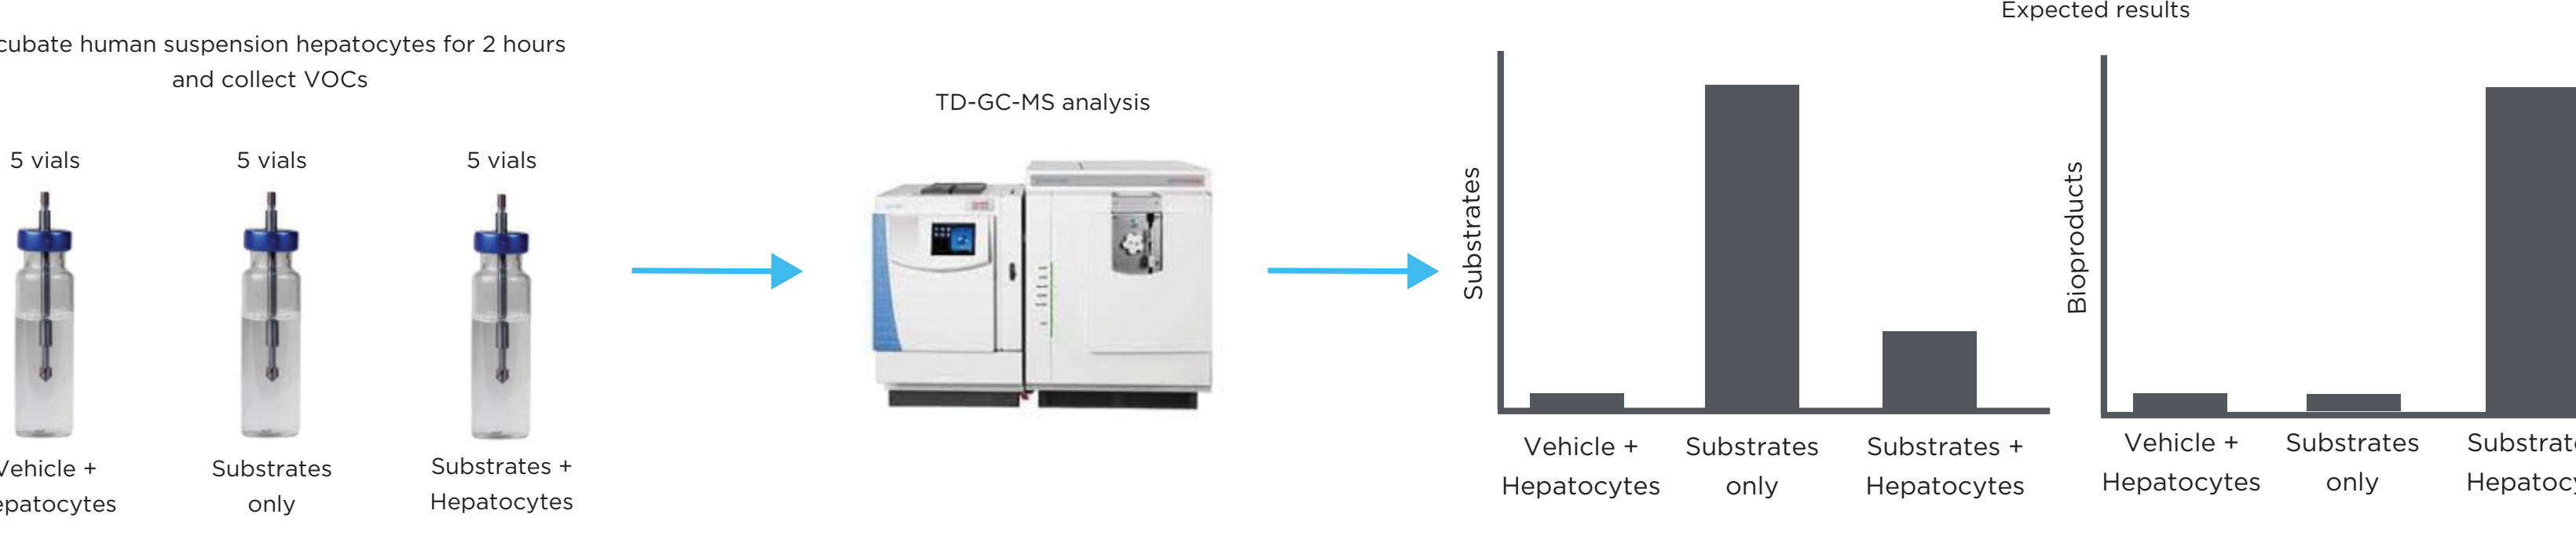 Expected results
cubate human suspension hepatocytes for 2 hours
and collect VOCs
TD-GC-MS analysis
5 vials
5 vials
5 vials
Vehicle +
epatocytes
Substrates
only
Substrates +
Hepatocytes
Substrates
Vehicle +
Hepatocytes
Substrates
only
Substrates +
Hepatocytes
Bioproducts
Vehicle +
Hepatocytes
Substrates
only
Substrate
Hepatocy